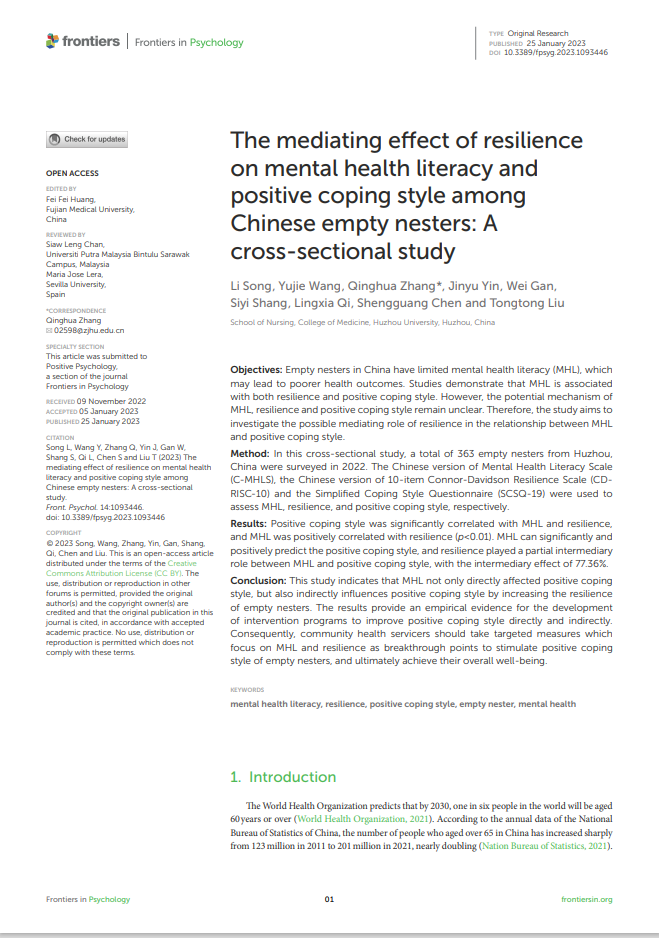 frontiers | Frontiers in Psychology
TYPE Original Research
PUBLISHED 25 January 2023
DOI 10.3389/fpsyg.2023.1093446
Check for updates
OPEN ACCESS
EDITED BY
Fei Fei Huang,
Fujian Medical University,
China
REVIEWED BY
Siaw Leng Chan,
Universiti Putra Malaysia Bintulu Sarawak
Campus, Malaysia
Maria Jose Lera,
Sevilla University,
Spain
*CORRESPONDENCE
Qinghua Zhang
02598@zjhu.edu.cn
SPECIALTY SECTION
This article was submitted to
Positive Psychology,
a section of the journal
Frontiers in Psychology
RECEIVED 09 November 2022
ACCEPTED 05 January 2023
PUBLISHED 25 January 2023
CITATION
Song L, Wang Y, Zhang Q, Yin J, Gan W,
Shang S, Qi L, Chen S and Liu T (2023) The
mediating effect of resilience on mental health
literacy and positive coping style among
Chinese empty nesters: A cross-sectional
study.
Front. Psychol. 14:1093446.
doi: 10.3389/fpsyg.2023.1093446
COPYRIGHT
© 2023 Song, Wang, Zhang, Yin, Gan, Shang,
Qi, Chen and Liu. This is an open-access article
distributed under the terms of the Creative
Commons Attribution License (CC BY). The
use, distribution or reproduction in other
forums is permitted, provided the original
author(s) and the copyright owner(s) are
credited and that the original publication in this
journal is cited, in accordance with accepted
academic practice. No use, distribution or
reproduction is permitted which does not
comply with these terms.
The mediating effect of resilience
on mental health literacy and
positive coping style among
Chinese empty nesters: A
cross-sectional study
Li Song, Yujie Wang, Qinghua Zhang*, Jinyu Yin, Wei Gan,
Siyi Shang, Lingxia Qi, Shengguang Chen and Tongtong Liu
School of Nursing, College of Medicine, Huzhou University, Huzhou, China
Objectives: Empty nesters in China have limited mental health literacy (MHL), which
may lead to poorer health outcomes. Studies demonstrate that MHL is associated
with both resilience and positive coping style. However, the potential mechanism of
MHL, resilience and positive coping style remain unclear. Therefore, the study aims to
investigate the possible mediating role of resilience in the relationship between MHL
and positive coping style.
Method: In this cross-sectional study, a total of 363 empty nesters from Huzhou,
China were surveyed in 2022. The Chinese version of Mental Health Literacy Scale
(C-MHLS), the Chinese version of 10-item Connor-Davidson Resilience Scale (CD-
RISC-10) and the Simplified Coping Style Questionnaire (SCSQ-19) were used to
assess MHL, resilience, and positive coping style, respectively.
Results: Positive coping style was significantly correlated with MHL and resilience,
and MHL was positively correlated with resilience (p<0.01). MHL can significantly and
positively predict the positive coping style, and resilience played a partial intermediary
role between MHL and positive coping style, with the intermediary effect of 77.36%.
Conclusion: This study indicates that MHL not only directly affected positive coping
style, but also indirectly influences positive coping style by increasing the resilience
of empty nesters. The results provide an empirical evidence for the development
of intervention programs to improve positive coping style directly and indirectly.
Consequently, community health servicers should take targeted measures which
focus on MHL and resilience as breakthrough points to stimulate positive coping
style of empty nesters, and ultimately achieve their overall well-being.
KEYWORDS
mental health literacy, resilience, positive coping style, empty nester, mental health
1. Introduction
The World Health Organization predicts that by 2030, one in six people in the world will be aged
60 years or over (World Health Organization, 2021). According to the annual data of the National
Bureau of Statistics of China, the number of people who aged over 65 in China has increased sharply
from 123 million in 2011 to 201 million in 2021, nearly doubling (Nation Bureau of Statistics, 2021).
Frontiers in Psychology
01
frontiersin.org